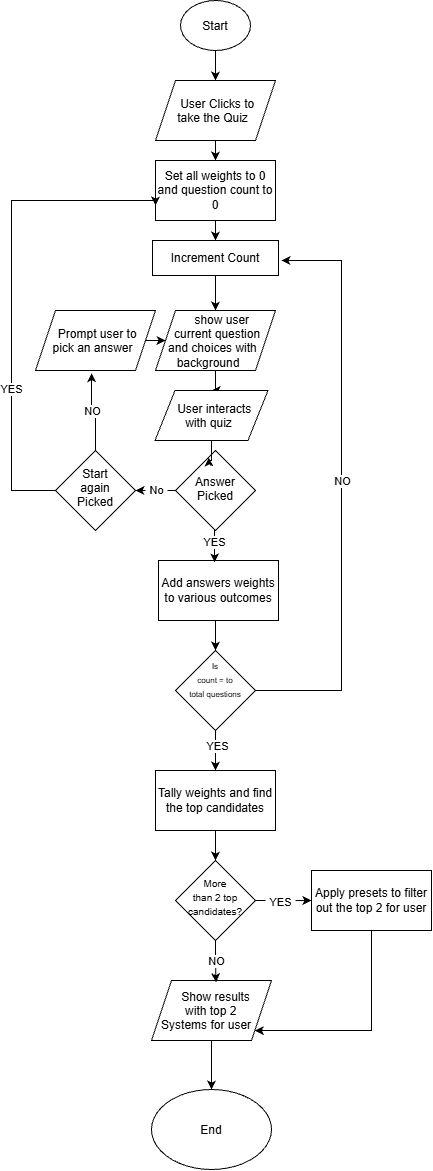 Start
User Clicks to
take the Quiz
Set all weights to 0
and question count to
0
Increment Count
Prompt user to
pick an answer
show user
current question
and choices with
background
YES
NO
User interacts
with quiz
Start
again
Picked
No
Answer
Picked
NO
YES
Add answers weights
to various outcomes
Is
count = to
total questions
YES
Tally weights and find
the top candidates
More
than 2 top
candidates?
YES
Apply presets to filter
out the top 2 for user
NO
Show results
with top 2
Systems for user
End